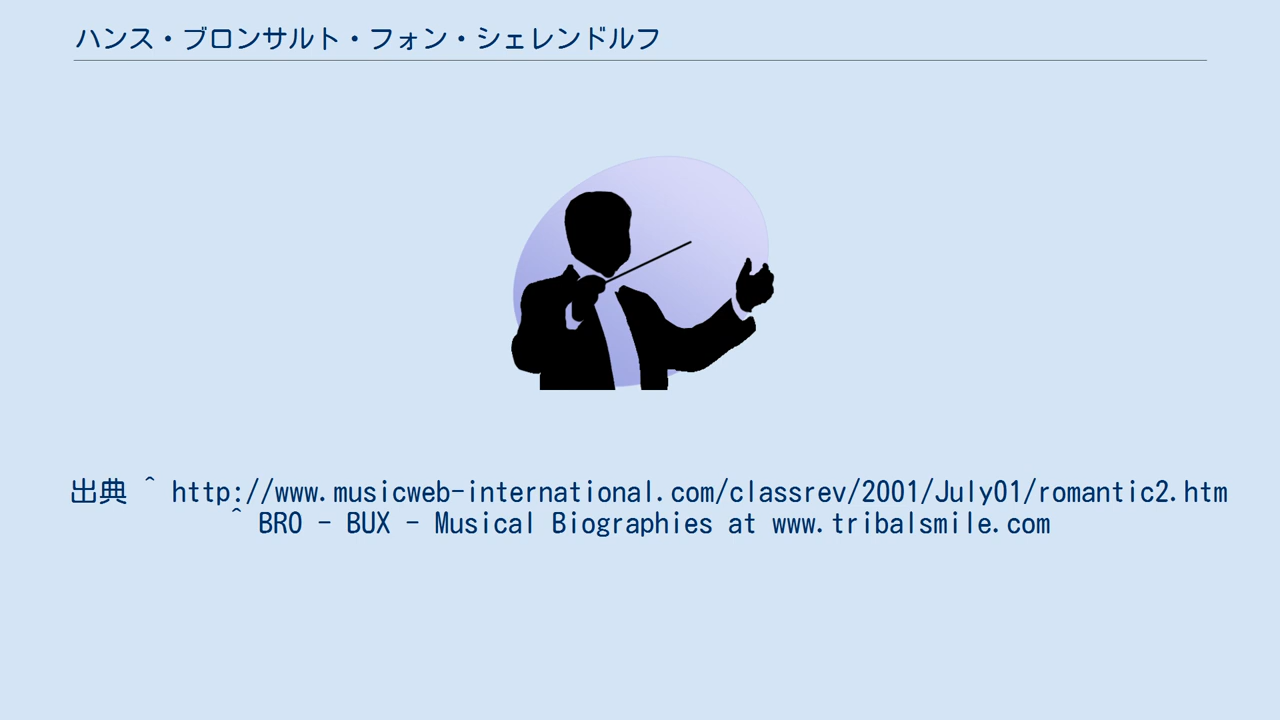 ハンス・ブロンサルト・フォン・シェレンドルフ
出典 ^ http://www.musicweb-international.com/classrev/2001/July01/romantic2.htm
^ BRO - BUX - Musical Biographies at www.tribalsmile.com